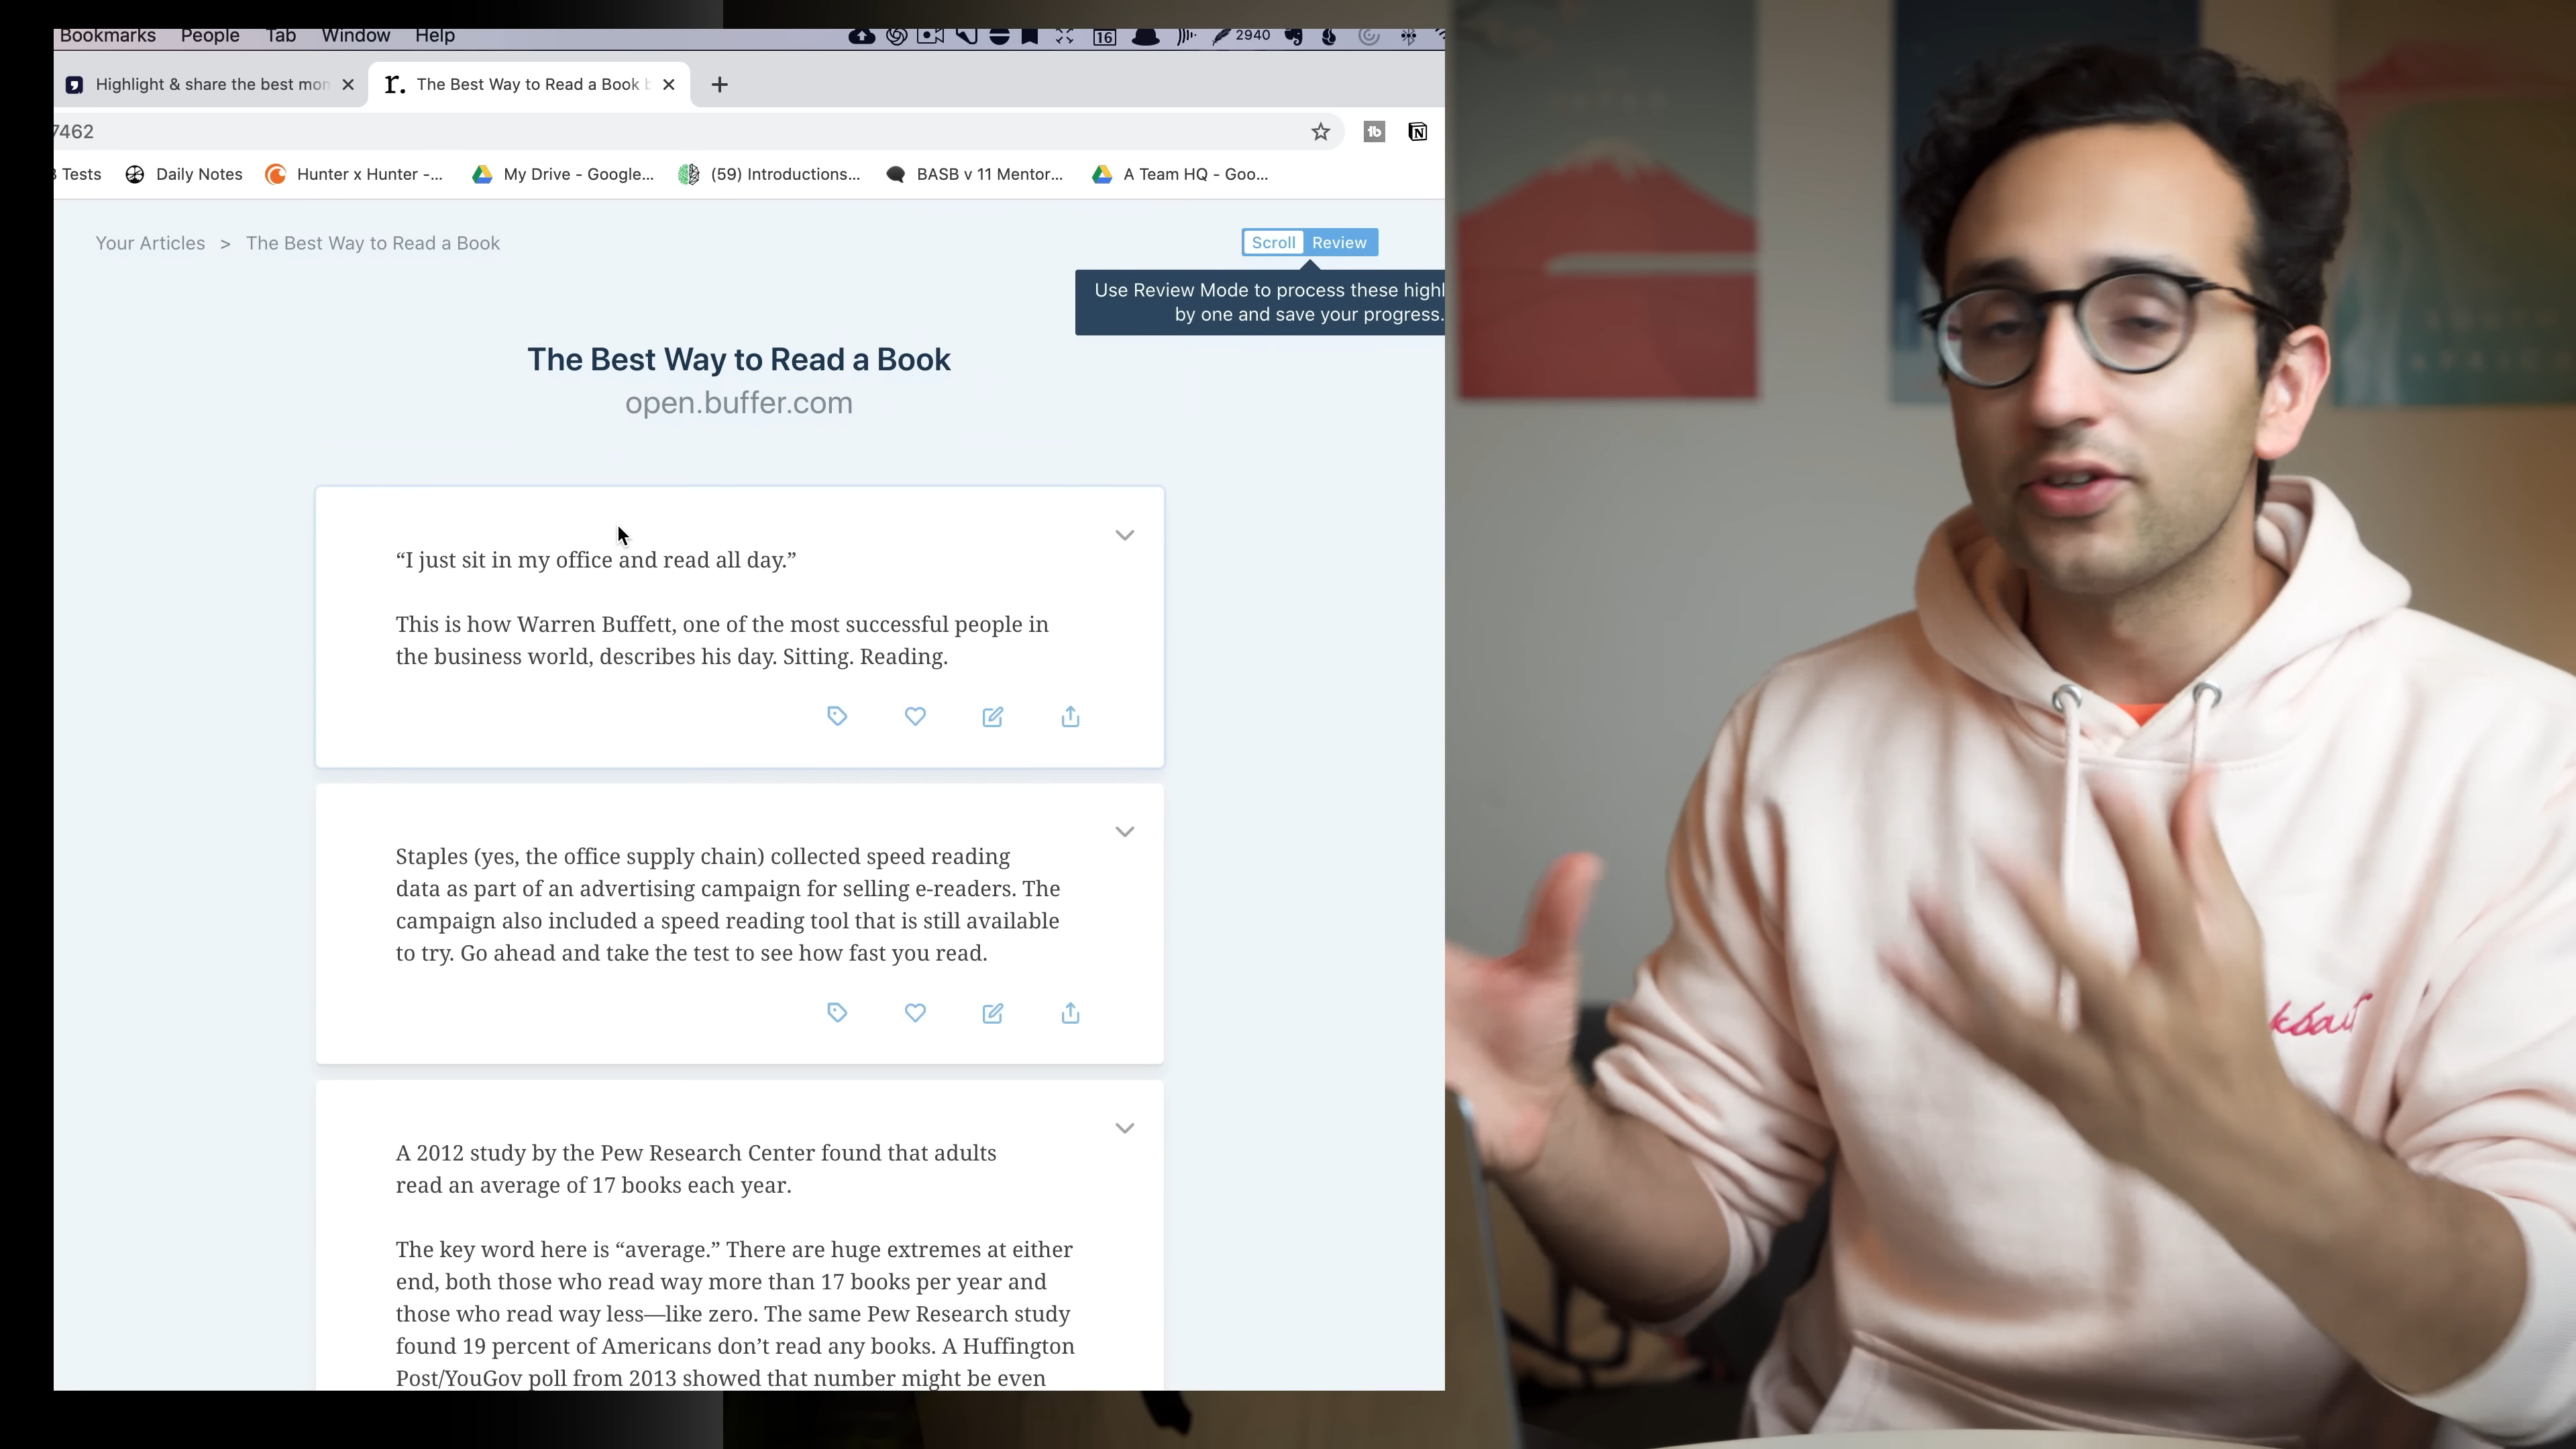 Bookmarks People Tab Window Help 16 2940
Highlight & share the best mon
r. The Best Way to Read a Book b
7462
Tests Daily Notes Hunter x Hunter -... My Drive - Google... (59) Introductions... BASB v 11 Mentor... A Team HQ - Goo...
Your Articles > The Best Way to Read a Book
Scroll Review
Use Review Mode to process these highl
by one and save your progress.
The Best Way to Read a Book
open.buffer.com
“I just sit in my office and read all day.”
This is how Warren Buffett, one of the most successful people in
the business world, describes his day. Sitting. Reading.
Staples (yes, the office supply chain) collected speed reading
data as part of an advertising campaign for selling e-readers. The
campaign also included a speed reading tool that is still available
to try. Go ahead and take the test to see how fast you read.
A 2012 study by the Pew Research Center found that adults
read an average of 17 books each year.
The key word here is “average.” There are huge extremes at either
end, both those who read way more than 17 books per year and
those who read way less—like zero. The same Pew Research study
found 19 percent of Americans don’t read any books. A Huffington
Post/YouGov poll from 2013 showed that number might be even